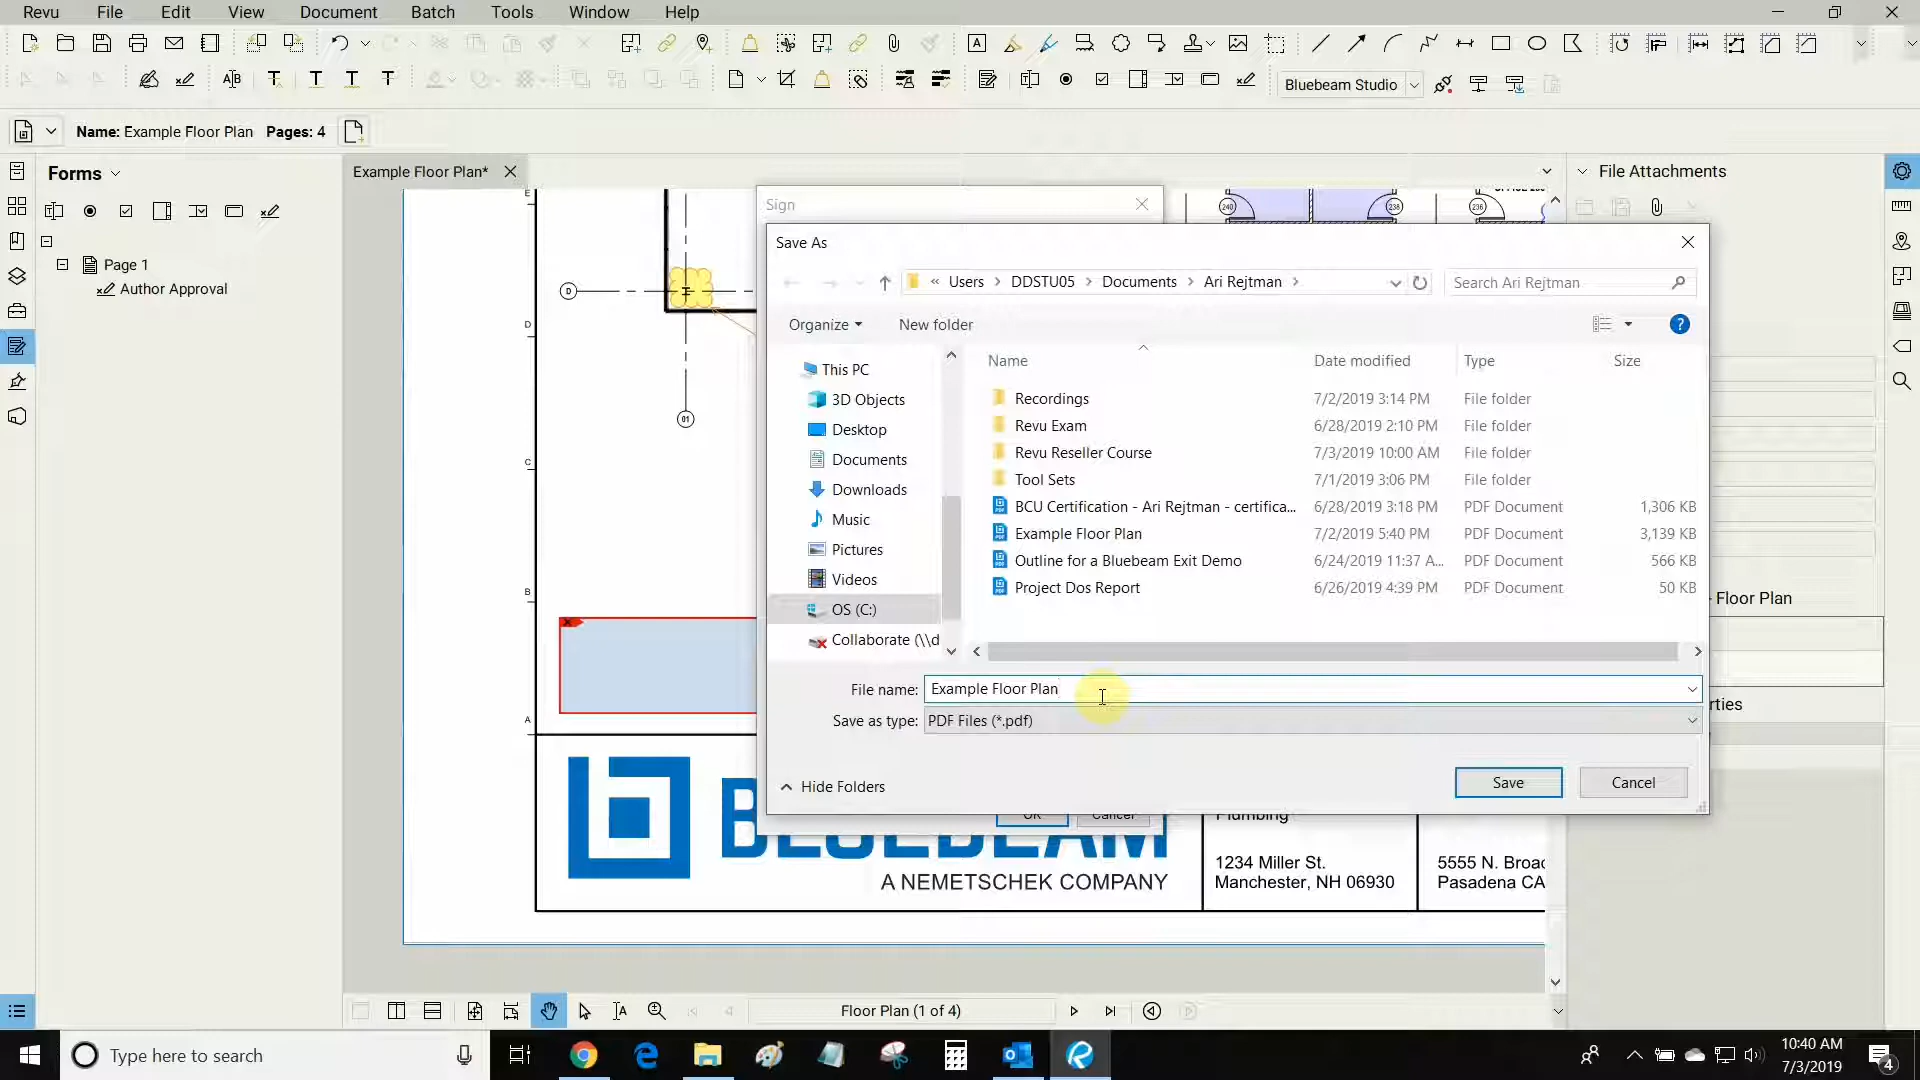 Revu File Edit View Document Batch Tools Window Help
Bluebeam Studio
Name: Example Floor Plan Pages: 4
Forms
Page 1
Author Approval
Example Floor Plan*
File Attachments
Sign
Save As
« Users > DDSTU05 > Documents > Ari Rejtman >
Search Ari Rejtman
Organize
New folder
This PC
3D Objects
Desktop
Documents
Downloads
Music
Pictures
Videos
OS (C:)
Collaborate (\\d
Name Date modified Type Size
Recordings 7/2/2019 3:14 PM File folder
Revu Exam 6/28/2019 2:10 PM File folder
Revu Reseller Course 7/3/2019 10:00 AM File folder
Tool Sets 7/1/2019 3:06 PM File folder
BCU Certification - Ari Rejtman - certifica... 6/28/2019 3:18 PM PDF Document 1,306 KB
Example Floor Plan 7/2/2019 5:40 PM PDF Document 3,139 KB
Outline for a Bluebeam Exit Demo 6/24/2019 11:37 A... PDF Document 566 KB
Project Dos Report 6/26/2019 4:39 PM PDF Document 50 KB
File name: Example Floor Plan
Save as type: PDF Files (*.pdf)
Hide Folders
Save
Cancel
Floor Plan
rties
OK
Cancel
E
D
C
B
A
D
01
240
238
236
BLUEBEAM
A NEMETSCHEK COMPANY
Plumbing
1234 Miller St.
Manchester, NH 06930
5555 N. Broad
Pasadena CA
Floor Plan (1 of 4)
Type here to search
10:40 AM
7/3/2019
4